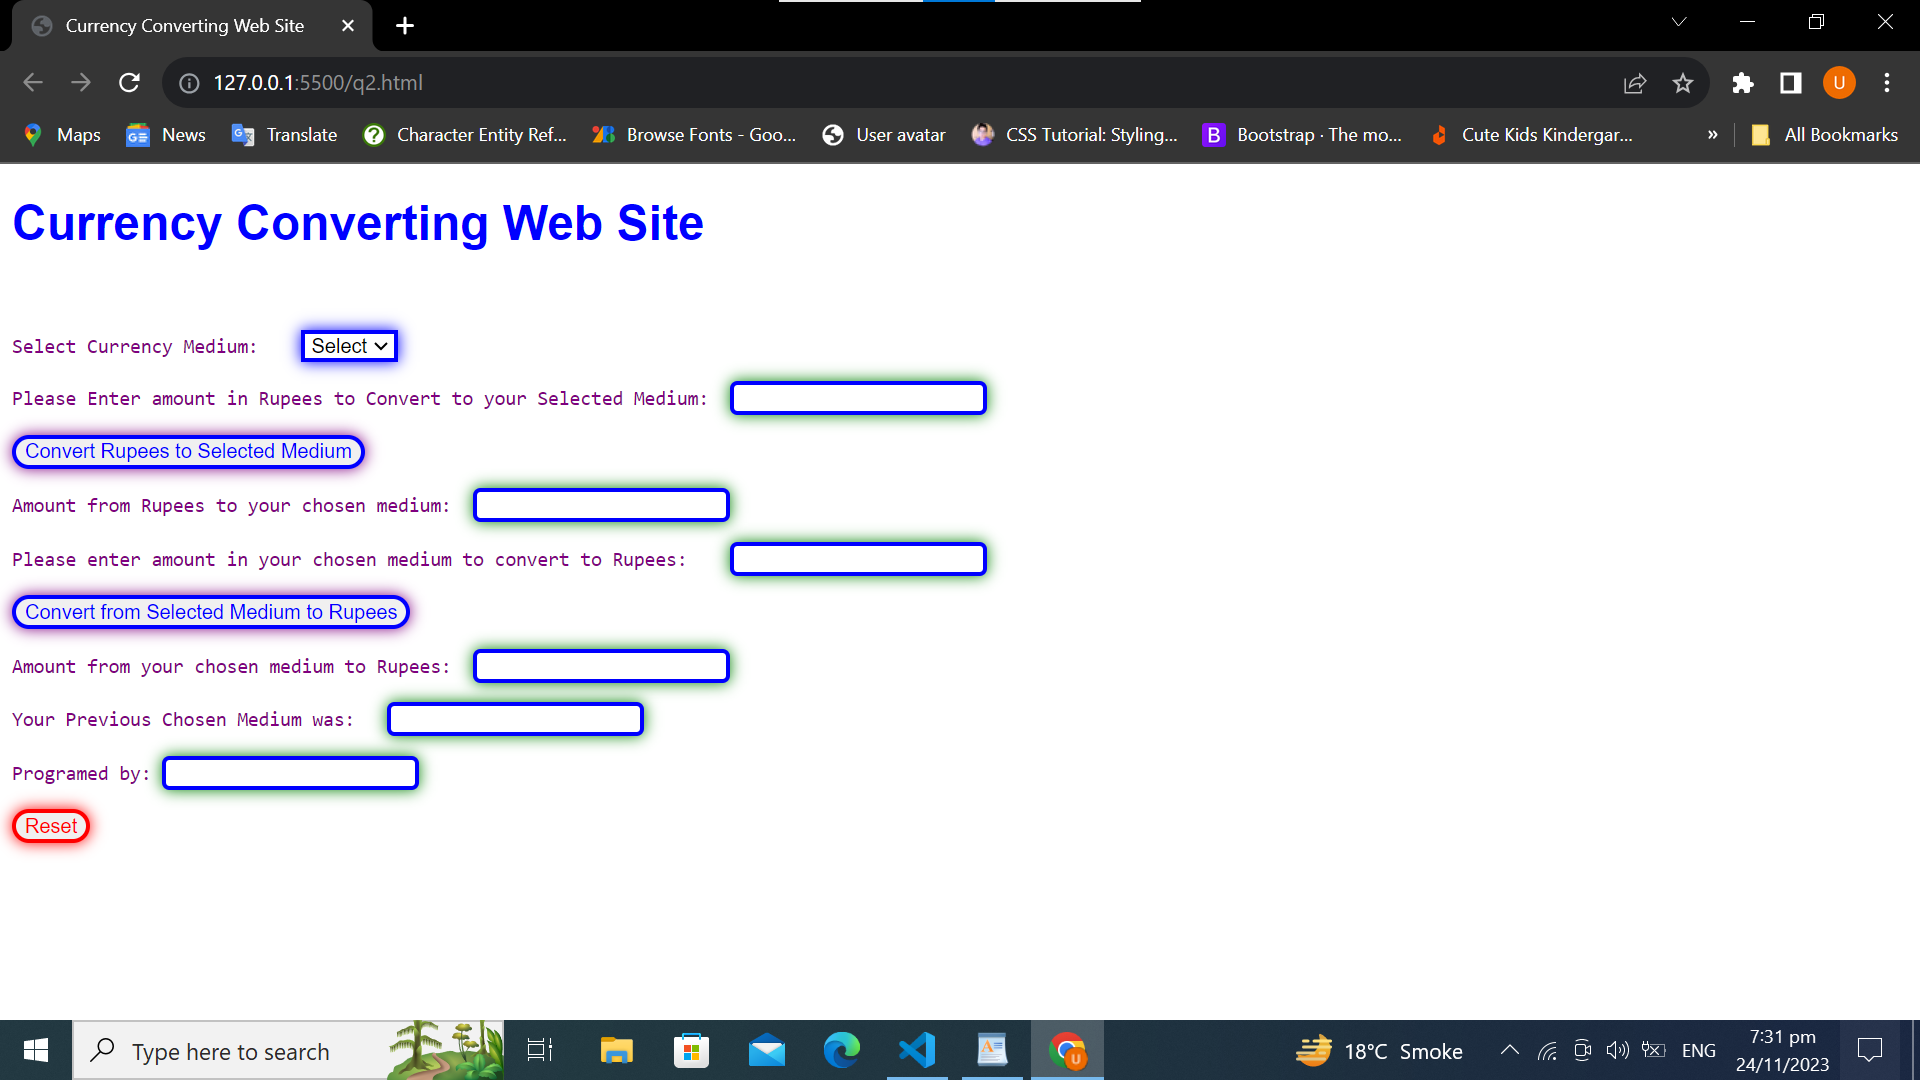 Currency Converting Web Site
127.0.0.1:5500/q2.html
U
Maps
News
Translate
Character Entity Ref...
Browse Fonts - Goo...
User avatar
CSS Tutorial: Styling...
B
Bootstrap · The mo...
Cute Kids Kindergar...
»
All Bookmarks
Currency Converting Web Site
Select Currency Medium: Select
Please Enter amount in Rupees to Convert to your Selected Medium:
Convert Rupees to Selected Medium
Amount from Rupees to your chosen medium:
Please enter amount in your chosen medium to convert to Rupees:
Convert from Selected Medium to Rupees
Amount from your chosen medium to Rupees:
Your Previous Chosen Medium was:
Programed by:
Reset
Type here to search
U
18°C Smoke
ENG
7:31 pm
24/11/2023